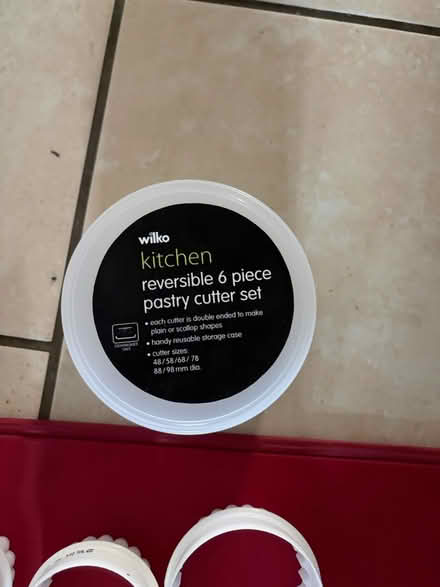 wilko
kitchen
reversible 6 piece
pastry cutter set
• each cutter is double ended to make
plain or scallop shapes
• handy reusable storage case
• cutter sizes:
48/58/68/78
88/98mm dia.